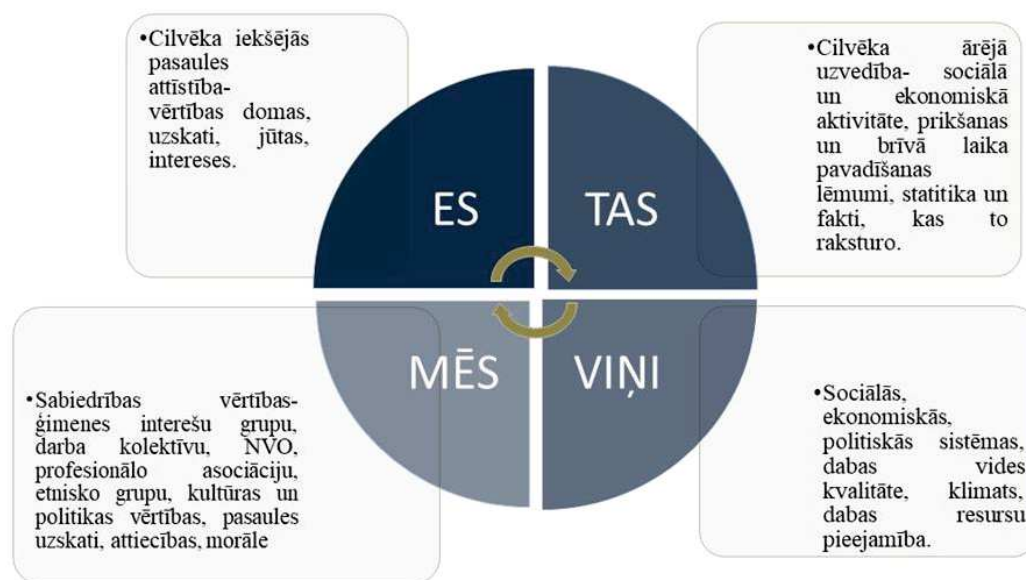 •Cilvēka iekšējās
pasaules
attīstība-
vērtības domas,
uzskati, jūtas,
intereses.
ES
•Cilvēka ārējā
uzvedība- sociālā
un ekonomiskā
aktivitāte, prikšanas
un brīvā laika
pavadīšanas
lēmumi, statitika un
fakti, kas to
raksturo.
TAS
•Sabiedrības vērtības-
ģimenes interešu grupu,
darba kolektīvu, NVO,
profesionālo asociāciju,
etnisko grupu, kultūras un
politikas vērtības, pasaules
uzskati, attiecības, morāle
MĒS
VIŅI
•Sociālās,
ekonomiskās,
politiskās sistēmas,
dabas vides
kvalitāte, klimats,
dabas resursu
pieejamība.